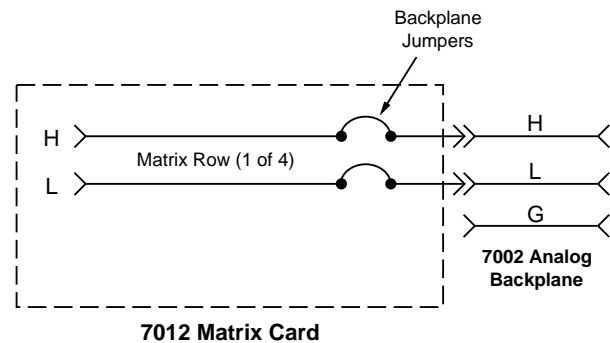 Backplane
Jumpers
H
H
Matrix Row (1 of 4)
L
L
G
7002 Analog
Backplane
7012 Matrix Card